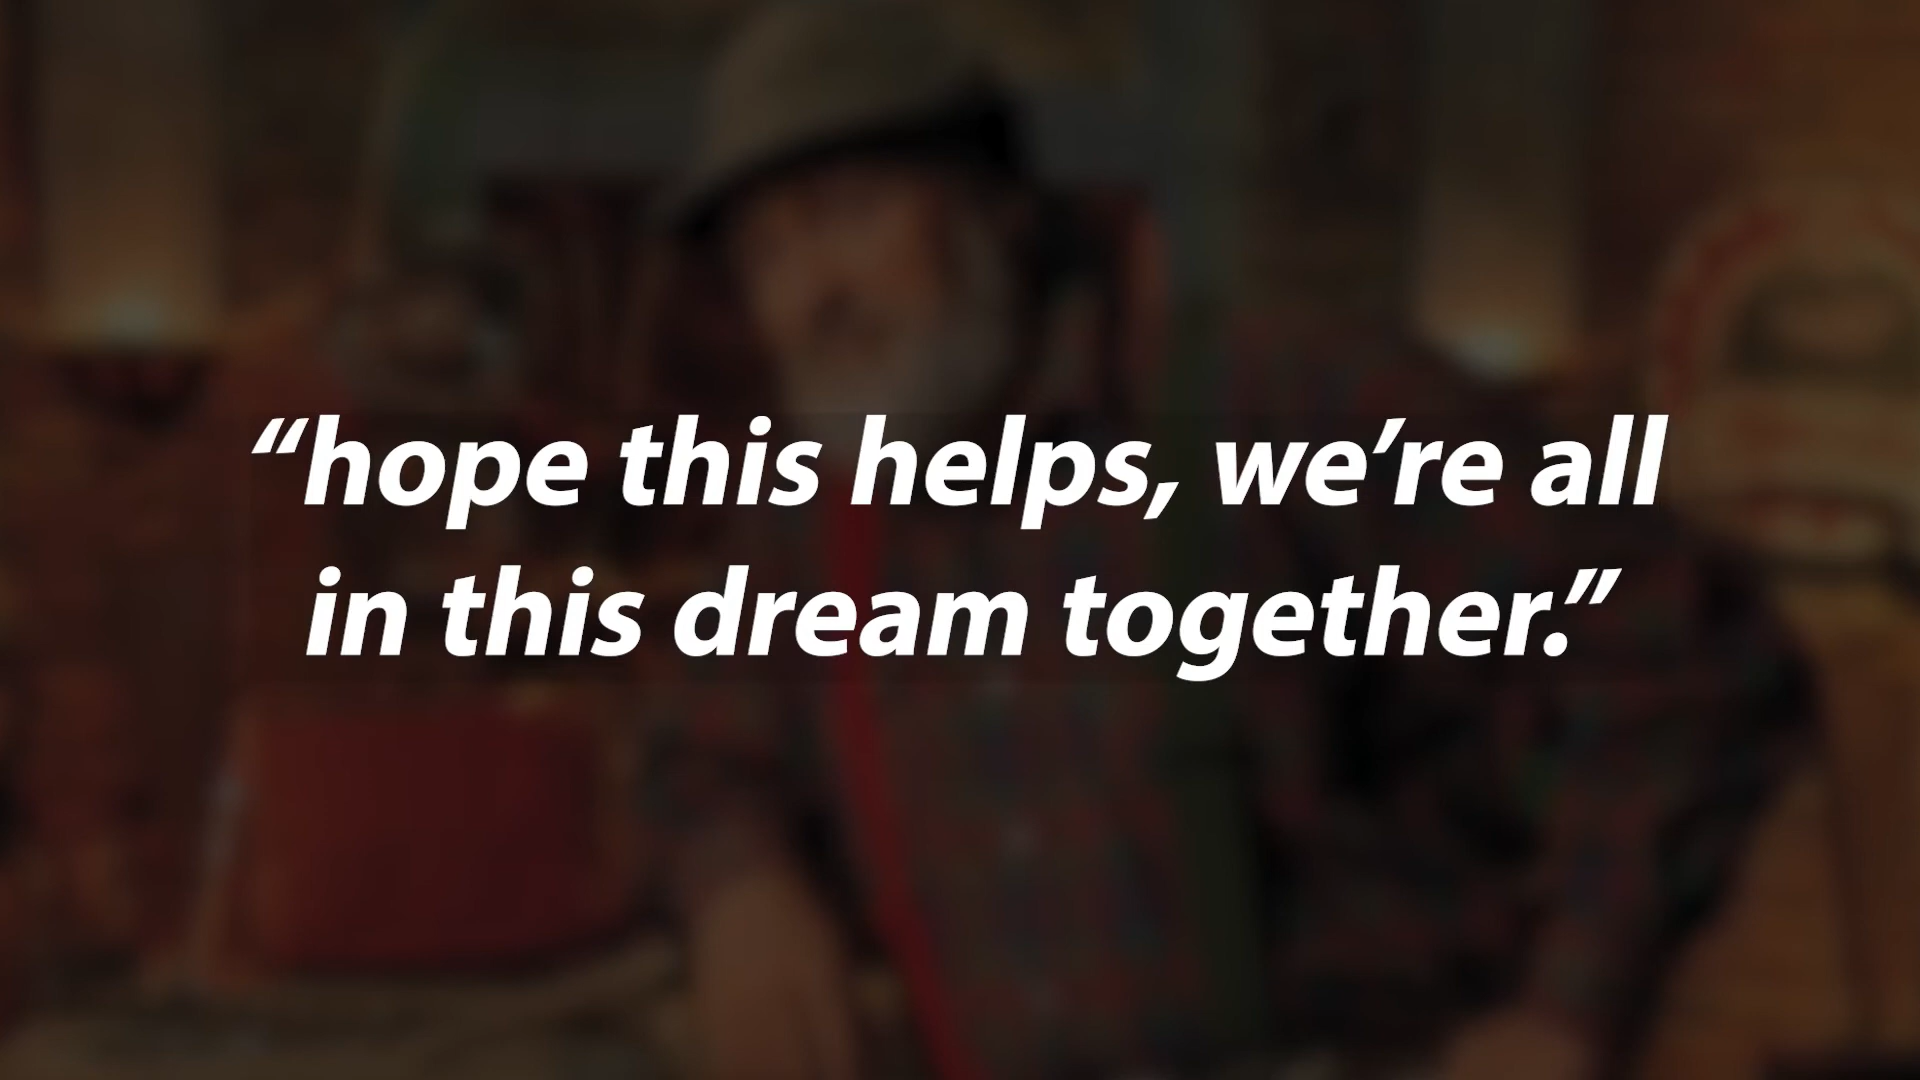 “hope this helps, we’re all
in this dream together.”